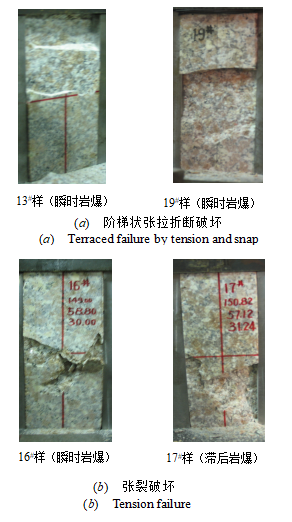 19#
13#样（瞬时岩爆） 19#样（瞬时岩爆）
(a) 阶梯状张拉折断破坏
(a) Terraced failure by tension and snap
16#
149.00
58.80
30.00
17#
150.82
57.12
31.24
16#样（瞬时岩爆） 17#样（滞后岩爆）
(b) 张裂破坏
(b) Tension failure